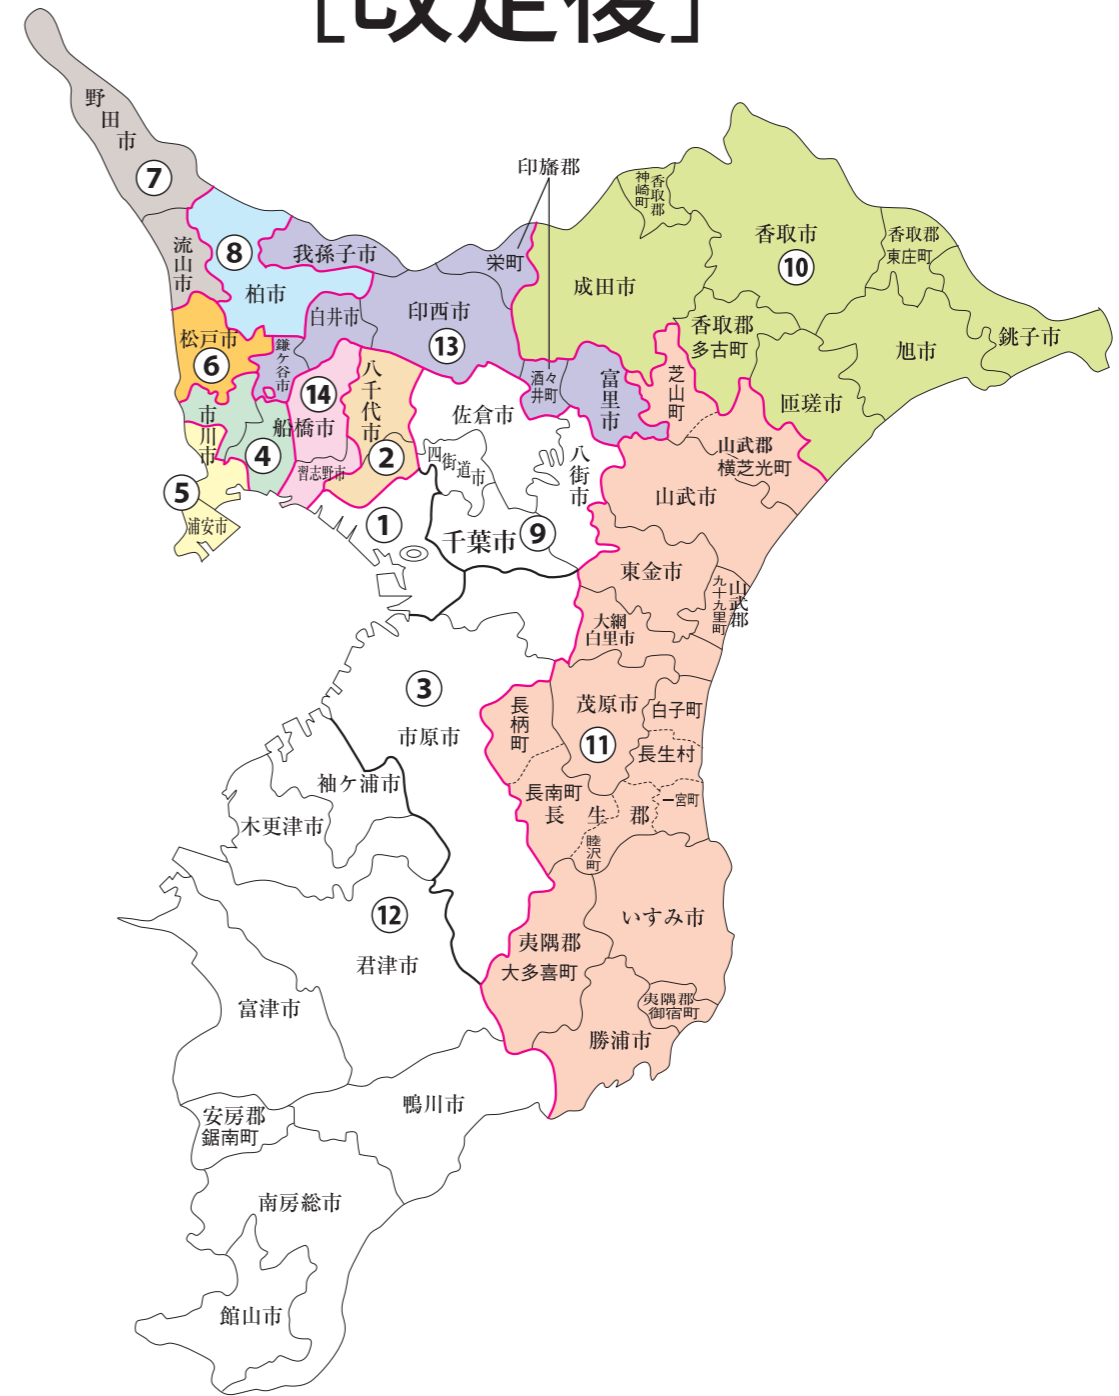 [改定後]
野田市
⑦
印旛郡
香取郡
神崎町
流山市
⑧
柏市
我孫子市
栄町
成田市
香取市
⑩
香取郡
東庄町
松戸市
⑥
白井市
印西市
⑬
香取郡
多古町
旭市
銚子市
鎌ケ谷市
⑭
八千代市
酒々井町
富里市
芝山町
匝瑳市
市川市
④
船橋市
習志野市
②
佐倉市
四街道市
八街市
山武郡
横芝光町
山武市
⑤
浦安市
①
千葉市
⑨
東金市
九十九里町
山武郡
大網
白里市
③
市原市
長柄町
茂原市
⑪
白子町
長生村
袖ケ浦市
木更津市
長南町
長生郡
一宮町
睦沢町
⑫
君津市
いすみ市
夷隅郡
大多喜町
富津市
夷隅郡
御宿町
勝浦市
安房郡
鋸南町
鴨川市
南房総市
館山市